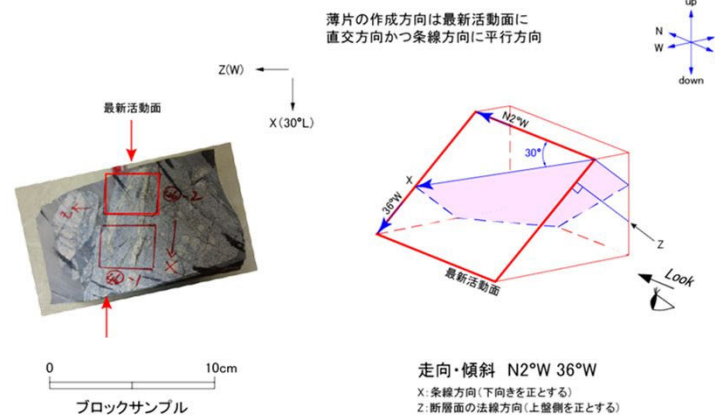 薄片の作成方向は最新活動面に
直交方向かつ条線方向に平行方向
up
N
W
down
Z(W)
X(30°L)
最新活動面
N2°W
30°
X
36°W
Z
最新活動面
Look
X
0
10cm
ブロックサンプル
走向・傾斜 N2°W 36°W
X:条線方向(下向きを正とする)
Z:断層面の法線方向(上盤側を正とする)